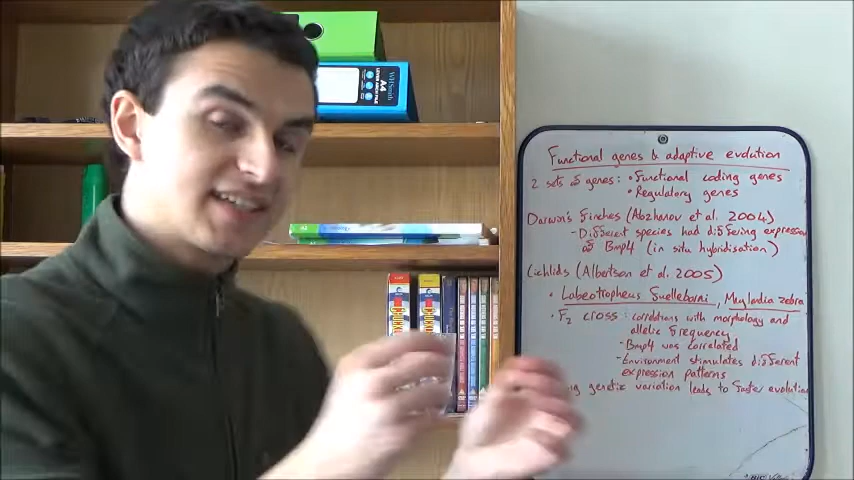 WHSmith
A4
Functional genes & adaptive evolution
2 sets of genes: • Functional coding genes
• Regulatory genes
Darwin's finches (Abzhanov et al. 2004)
- Different species had differing expression
of Bmp4 (in situ hybridisation)
Cichlids (Albertson et al. 2005)
• Labeotropheus fuelleborni, Maylandia zebra
• F2 cross: correlations with morphology and
allelic frequency
• Bmp4 was correlated
• Environment stimulates different
expression patterns
genetic variation leads to faster evolution